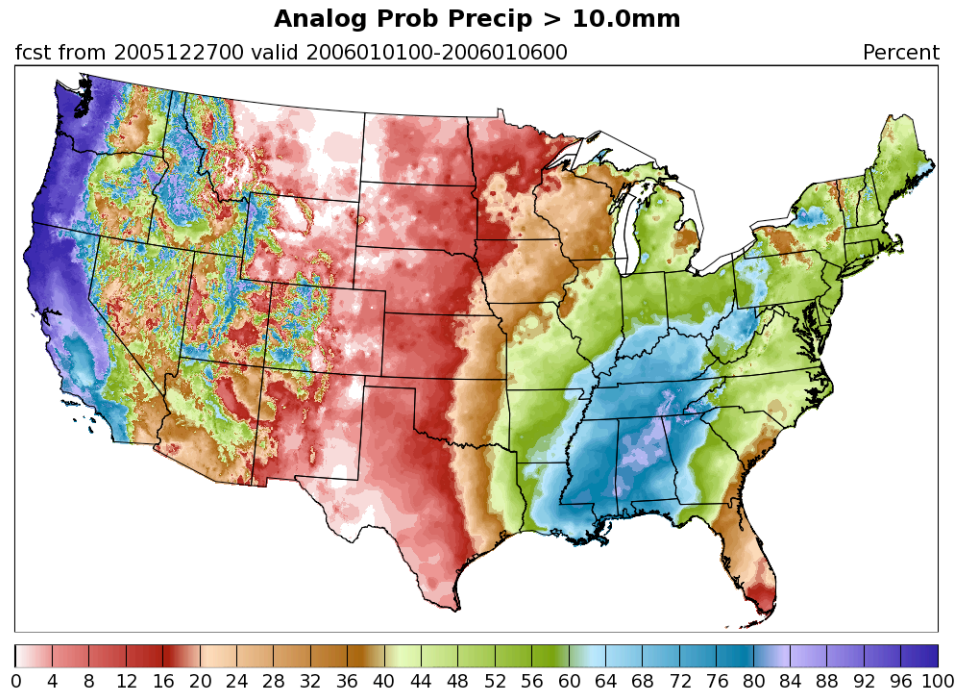 Analog Prob Precip > 10.0mm
fcst from 2005122700 valid 2006010100-2006010600 Percent
0 4 8 12 16 20 24 28 32 36 40 44 48 52 56 60 64 68 72 76 80 84 88 92 96 100